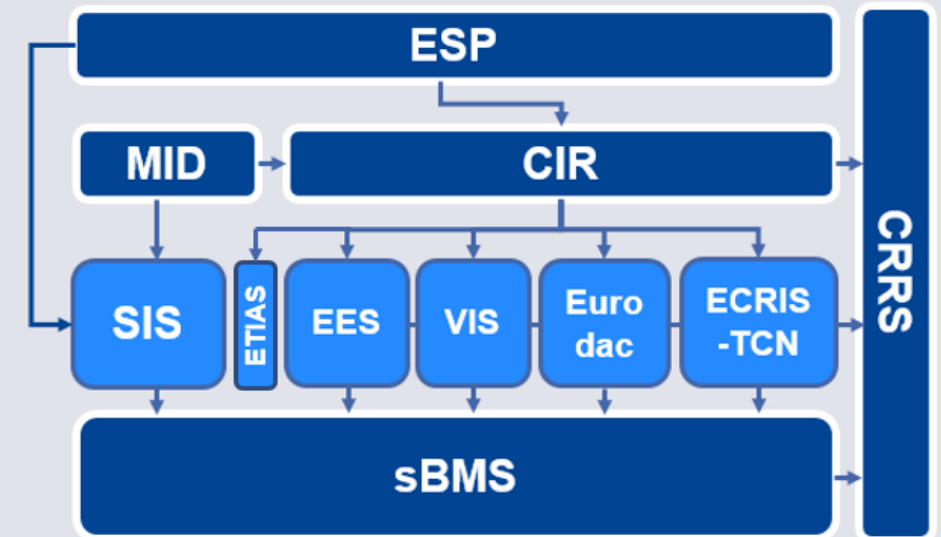 ESP
MID
CIR
CRRS
SIS
ETIAS
EES
VIS
Euro
dac
ECRIS
-TCN
sBMS